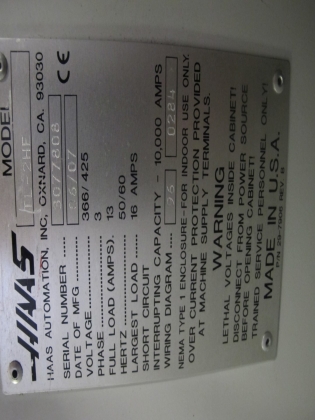 HAAS MODEL
HAAS AUTOMATION, INC. OXNARD, CA. 93030
SERIAL NUMBER
DATE OF MFG CE
VOLTAGE 386/425
PHASE 3
FULL LOAD (AMPS). 13
HERTZ 50/60
LARGEST LOAD 16 AMPS
SHORT CIRCUIT
INTERRUPTING CAPACITY - 10,000 AMPS
WIRING DIAGRAM 0284
NEMA TYPE 1 ENCLOSURE-FOR INDOOR USE ONLY.
OVER CURRENT PROTECTION PROVIDED
AT MACHINE SUPPLY TERMINALS.
WARNING
LETHAL VOLTAGES INSIDE CABINET!
DISCONNECT FROM POWER SOURCE
BEFORE OPENING CABINET!
TRAINED SERVICE PERSONNEL ONLY!
MADE IN U.S.A.